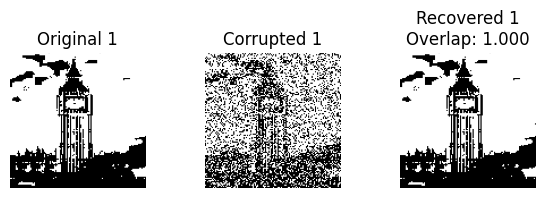 Original 1
Corrupted 1
Recovered 1
Overlap: 1.000